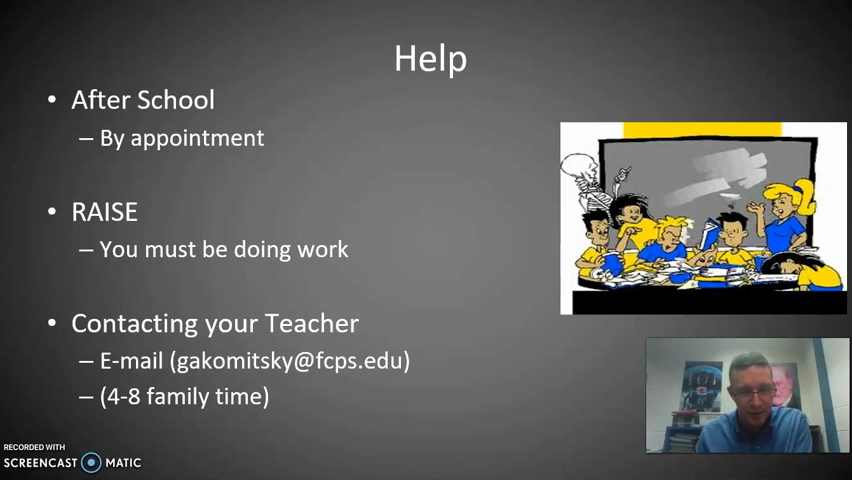 Help
• After School
– By appointment
• RAISE
– You must be doing work
• Contacting your Teacher
– E-mail (gakomitsky@fcps.edu)
– (4-8 family time)
RECORDED WITH
SCREENCAST MATIC